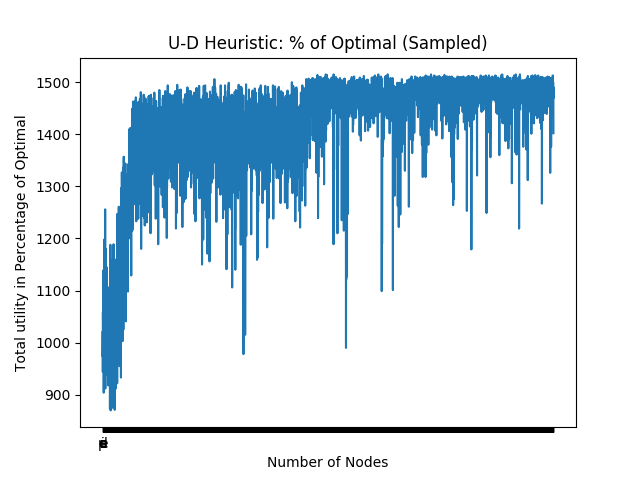 U-D Heuristic: % of Optimal (Sampled)
1500
1400
1300
1200
1100
1000
900
Total utility in Percentage of Optimal
Number of Nodes